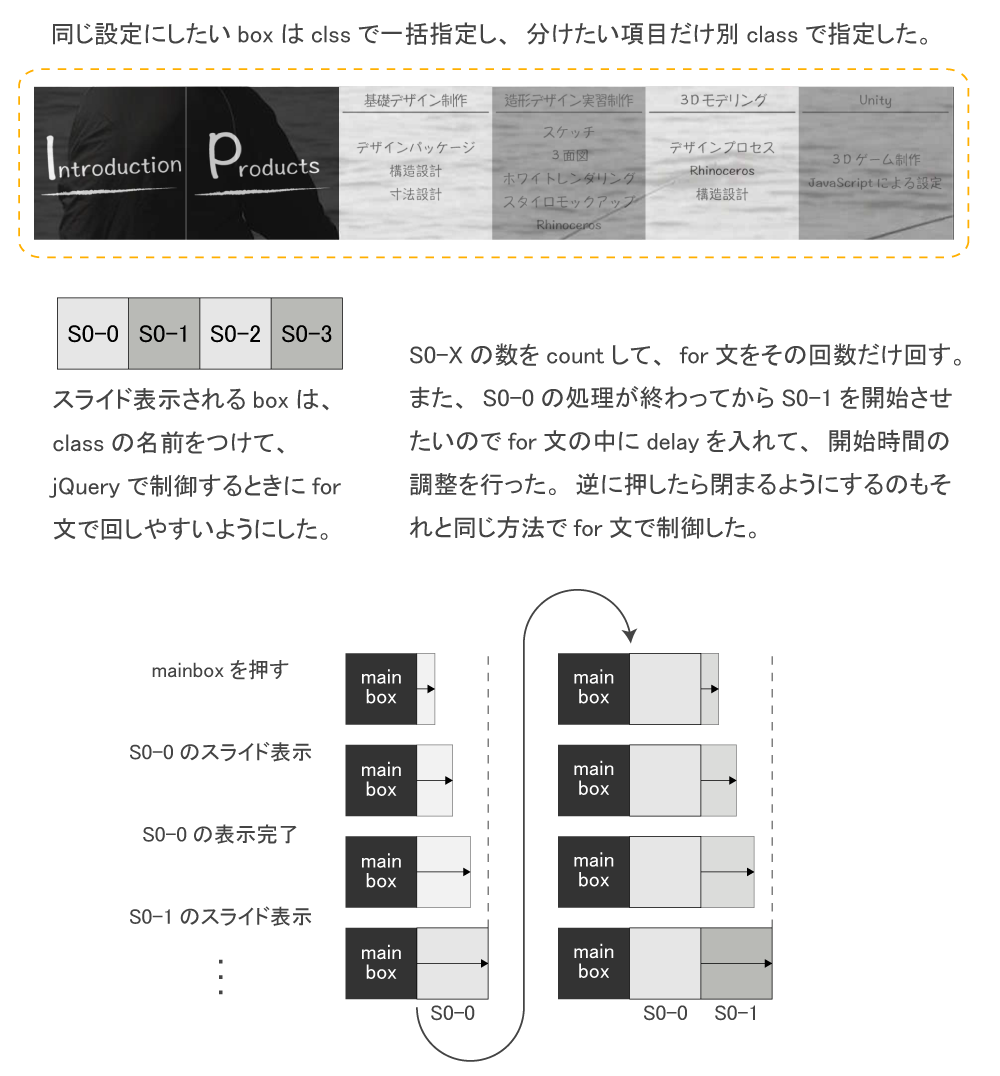 同じ設定にしたい box は clss で一括指定し、 分けたい項目だけ別 class で指定した。
Introduction
Products
基礎デザイン制作
デザインパッケージ
構造設計
寸法設計
造形デザイン実習制作
スケッチ
3面図
ホワイトレンダリング
スタイロモックアップ
Rhinoceros
3Dモデリング
デザインプロセス
Rhinoceros
構造設計
Unity
3Dゲーム制作
JavaScriptによる設定
S0-0 S0-1 S0-2 S0-3
スライド表示される box は、
class の名前をつけて、
jQuery で制御するときに for
文で回しやすいようにした。
S0-X の数を count して、 for 文をその回数だけ回す。
また、 S0-0 の処理が終わってから S0-1 を開始させ
たいので for 文の中に delay を入れて、 開始時間の
調整を行った。 逆に押したら閉まるようにするのもそ
れと同じ方法で for 文で制御した。
mainbox を押す
S0-0 のスライド表示
S0-0 の表示完了
S0-1 のスライド表示
main
box
main
box
main
box
main
box
S0-0
main
box
main
box
main
box
main
box
S0-0 S0-1